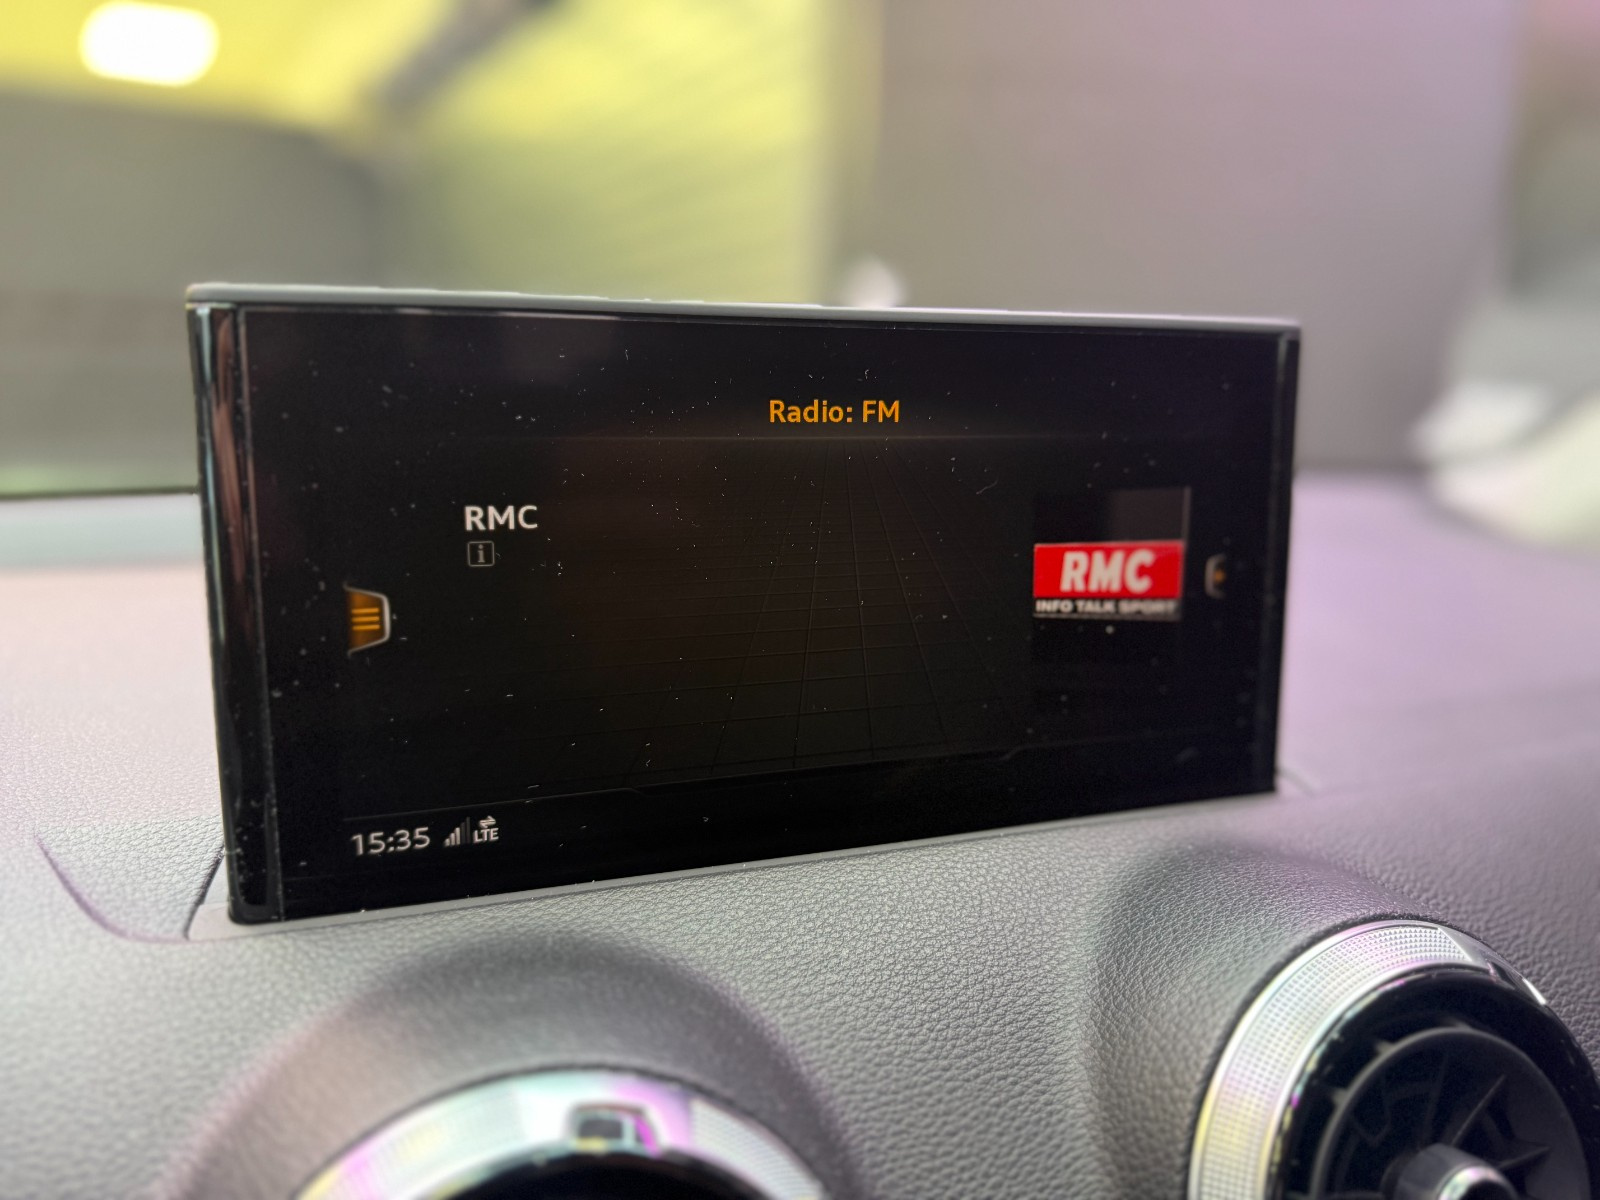 Radio: FM
RMC
i
RMC
INFO TALK SPORT
15:35 LTE